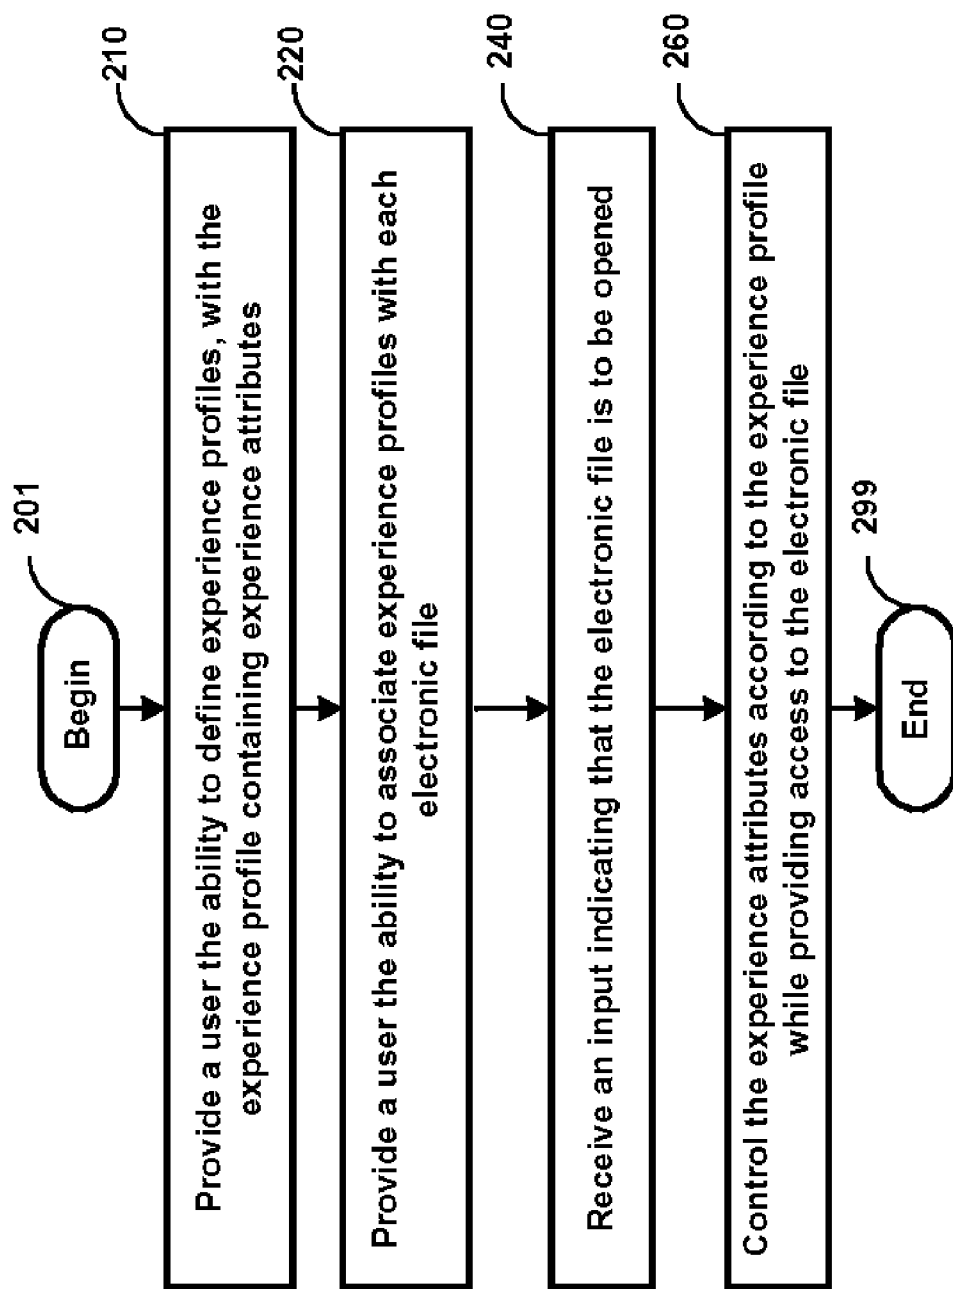 Begin
201
210
Provide a user the ability to define experience profiles, with the
experience profile containing experience attributes
220
Provide a user the ability to associate experience profiles with each
electronic file
240
Receive an input indicating that the electronic file is to be opened
260
Control the experience attributes according to the experience profile
while providing access to the electronic file
299
End